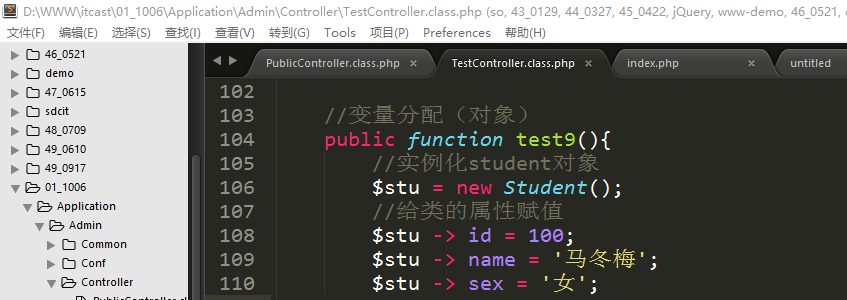 D:\WWW\itcast\01_1006\Application\Admin\Controller\TestController.class.php (so, 43_0129, 44_0327, 45_0422, jQuery, www-demo, 46_0521,
文件(F) 编辑(E) 选择(S) 查找(I) 查看(V) 转到(G) Tools 项目(P) Preferences 帮助(H)
46_0521
demo
47_0615
sdcit
48_0709
49_0610
49_0917
01_1006
Application
Admin
Common
Conf
Controller
PublicController.cl
PublicController.class.php × TestController.class.php × index.php × untitled
102
103 //变量分配（对象）
104 public function test9(){
105 //实例化student对象
106 $stu = new Student();
107 //给类的属性赋值
108 $stu -> id = 100;
109 $stu -> name = '马冬梅';
110 $stu -> sex = '女';